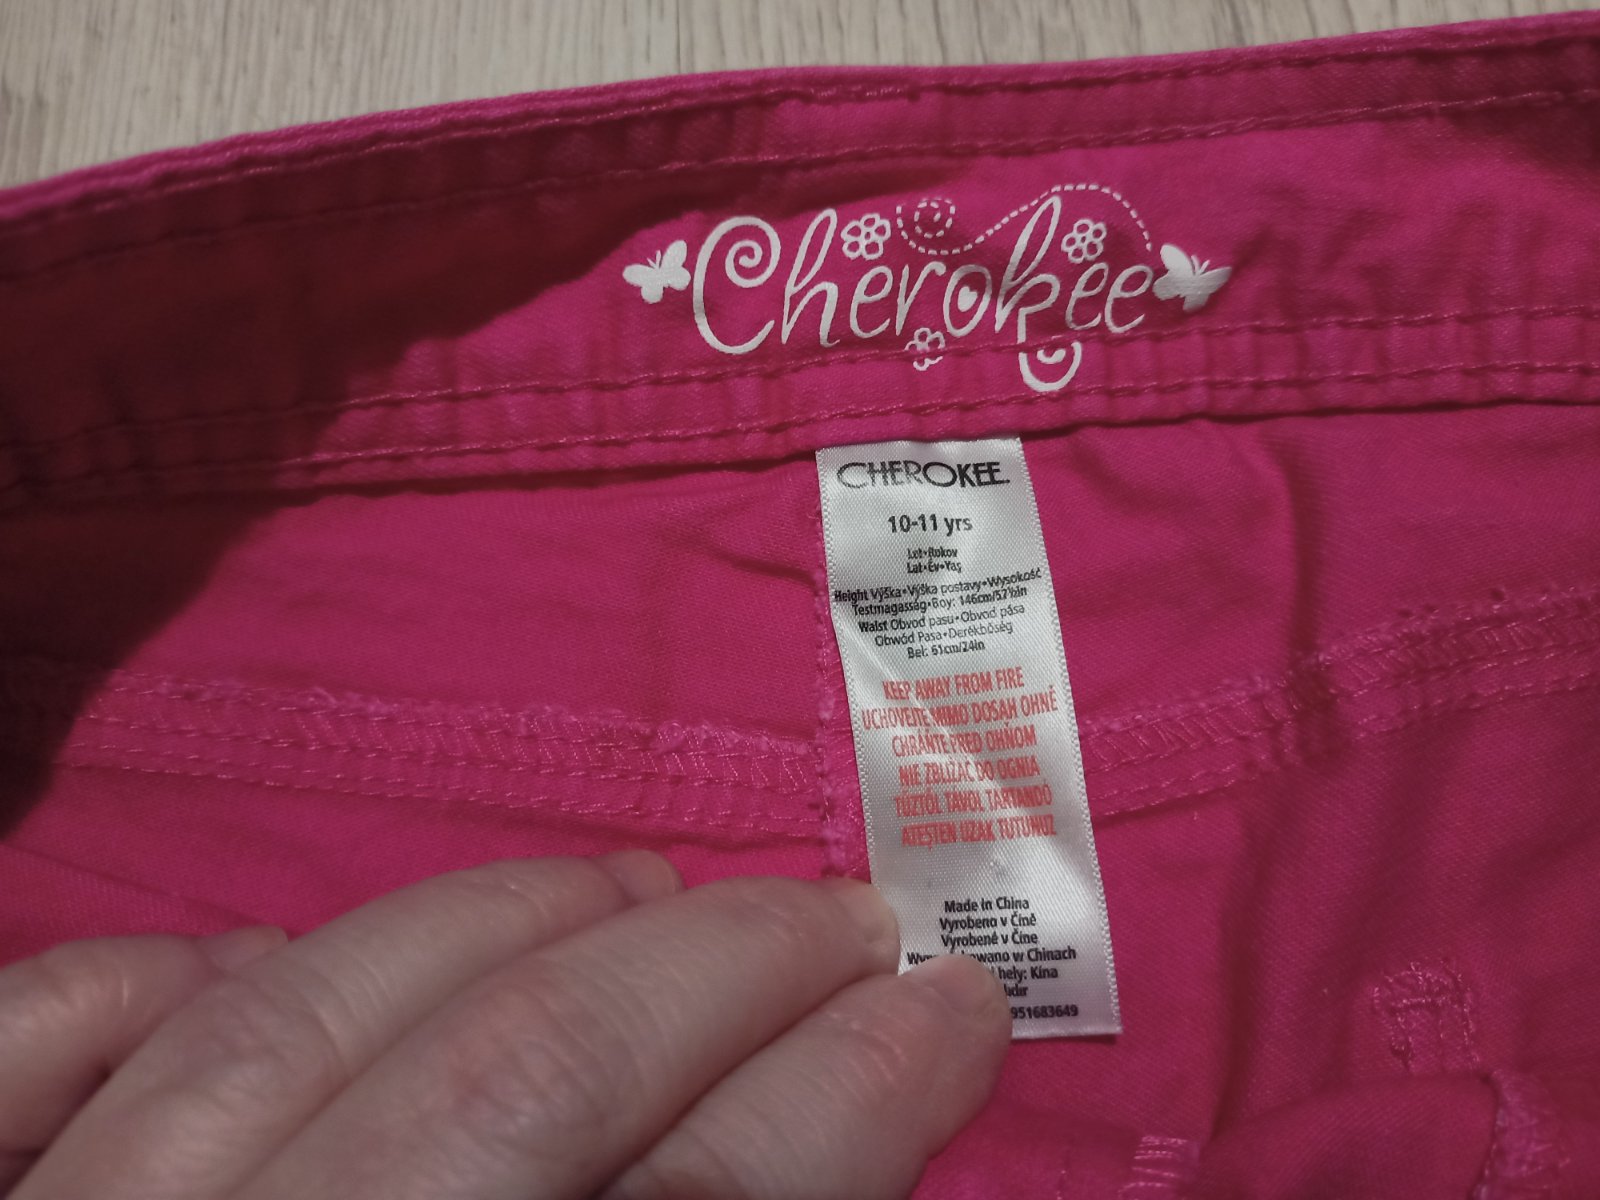 Cherokee
CHEROKEE
10-11 yrs
Let•Rokov
Lat•Év•Yaş
Height Výška•Výška postavy•Wysokość
Testmagasság•Boy: 146cm/57½in
Waist Obvod pasu•Obvod pása
Obwód Pasa•Derékbőség
Bel: 61cm/24in
KEEP AWAY FROM FIRE
UCHOVEJTE MIMO DOSAH OHNĚ
CHRÁŇTE PRED OHŇOM
NIE ZBLIŻAĆ DO OGNIA
TŰZTŐL TÁVOL TARTANDÓ
ATEŞTEN UZAK TUTUNUZ
Made in China
Vyrobeno v Číně
Vyrobené v Číne
w Chinach
hely: Kína
951683649